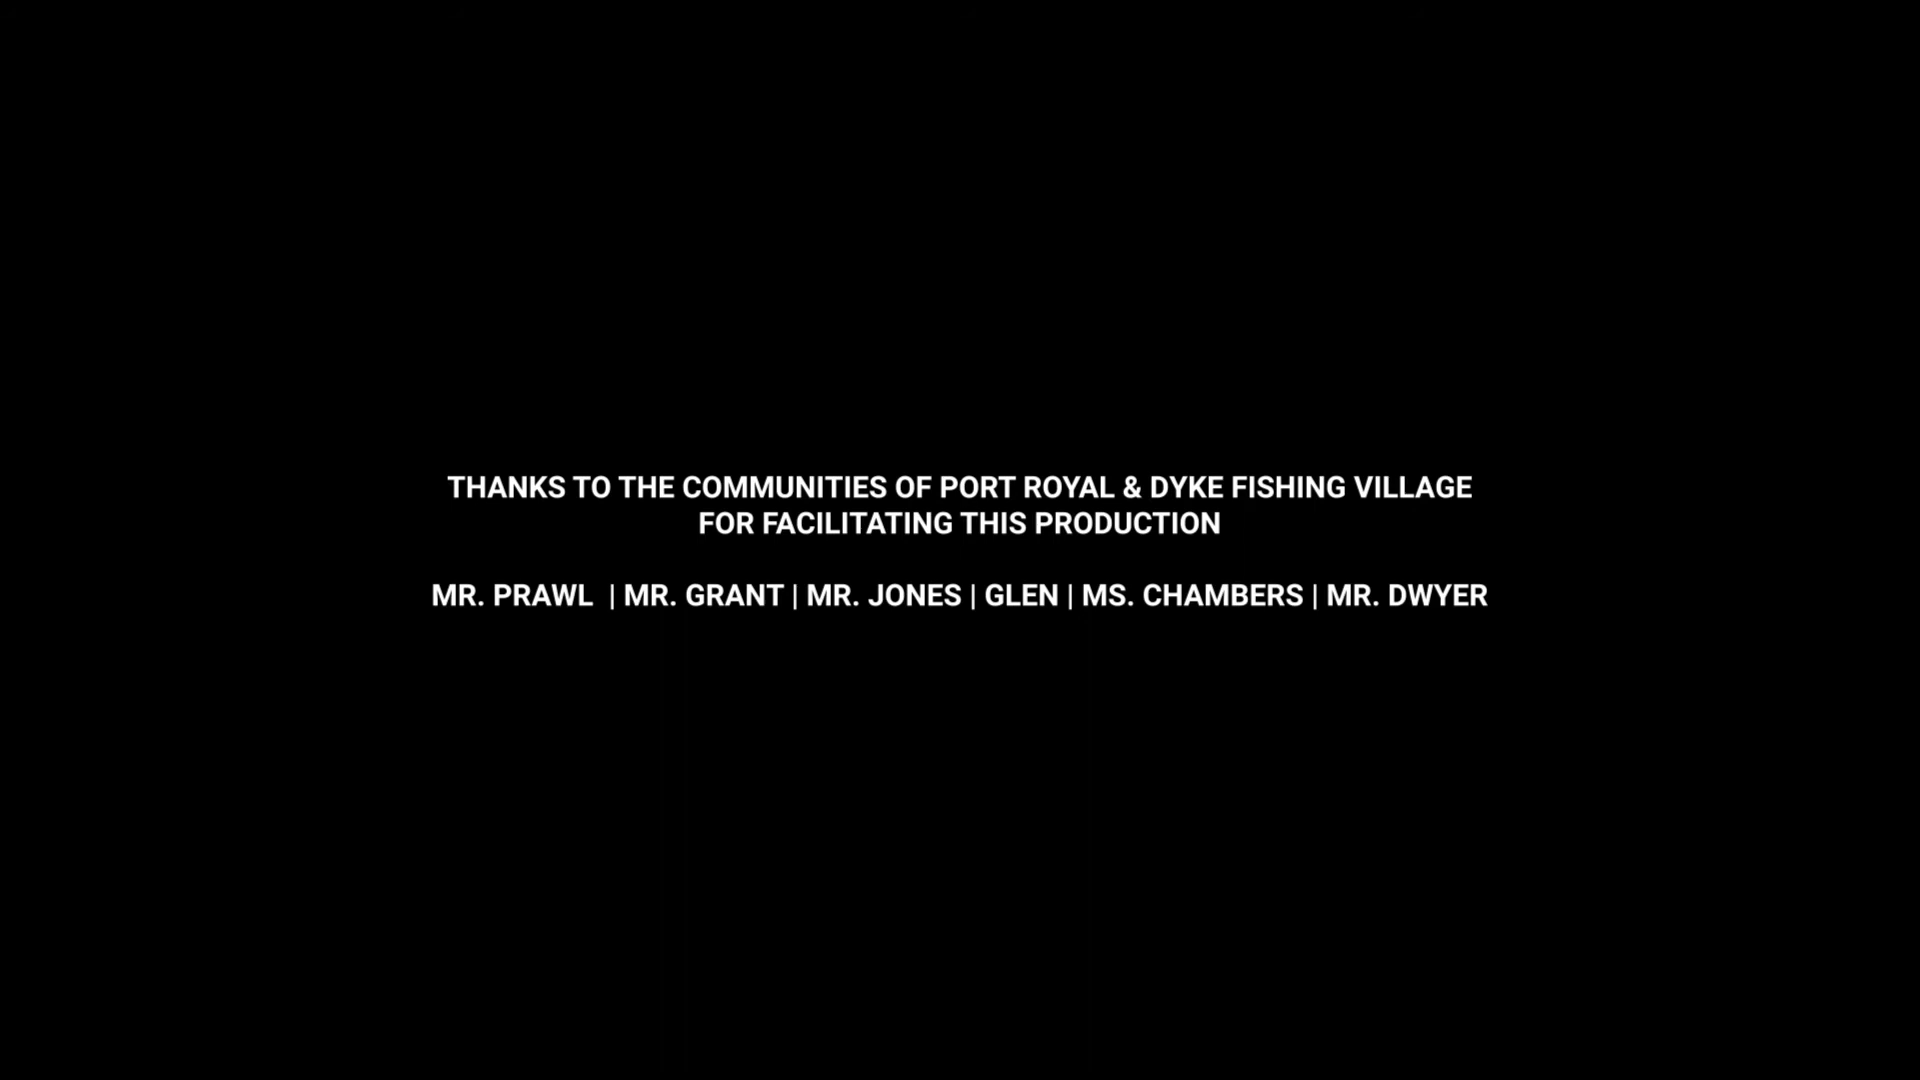 THANKS TO THE COMMUNITIES OF PORT ROYAL & DYKE FISHING VILLAGE
FOR FACILITATING THIS PRODUCTION
MR. PRAWL | MR. GRANT | MR. JONES | GLEN | MS. CHAMBERS | MR. DWYER